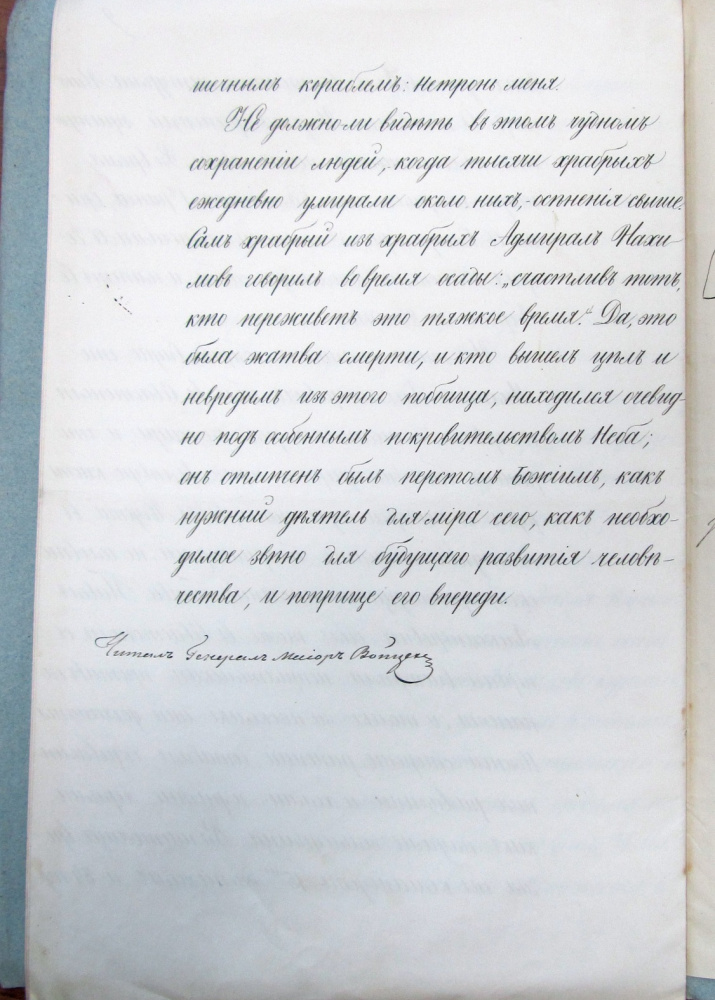 течнымъ кораблемъ: Нетронь меня.
Не должно ли видѣть въ этомъ чудномъ
сохраненіи людей, когда тысячи храбрыхъ
ежедневно умирали около нихъ, - осѣненія свыше.
Самъ храбрый изъ храбрыхъ Адмиралъ Нахи-
мовъ говорилъ во время осады: „счастливъ тотъ,
кто переживетъ это тяжкое время.“ Да, это
была жатва смерти, и кто вышелъ цѣлъ и
невредимъ изъ этого побоища, находился очевид-
но подъ особеннымъ покровительствомъ Неба;
онъ отмѣченъ былъ перстомъ Божіимъ, какъ
нужный дѣятель для міра сего, какъ необхо-
димое звѣно для будущаго развитія человѣ-
чества, и поприще его впереди.
Читалъ Генералъ Маіоръ